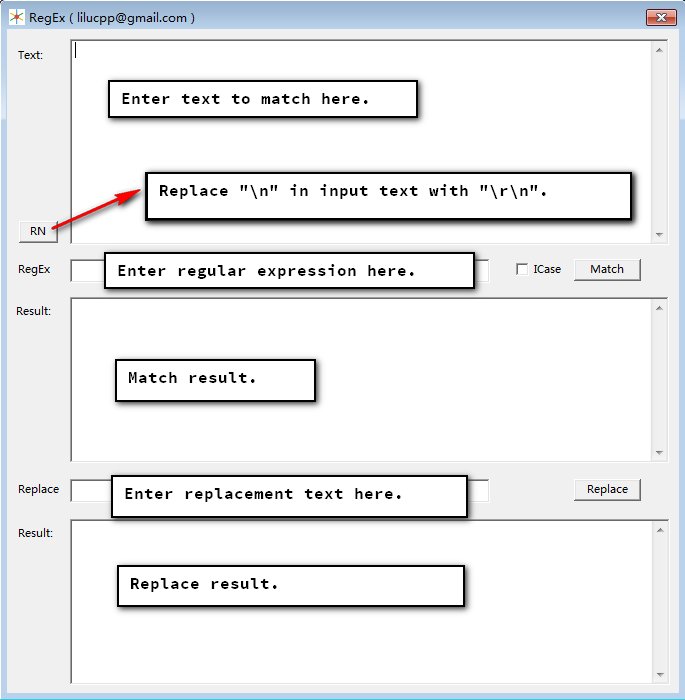 RegEx ( lilucpp@gmail.com )
Text:
Enter text to match here.
Replace "\n" in input text with "\r\n".
RN
RegEx
Enter regular expression here.
ICase
Match
Result:
Match result.
Replace
Enter replacement text here.
Replace
Result:
Replace result.